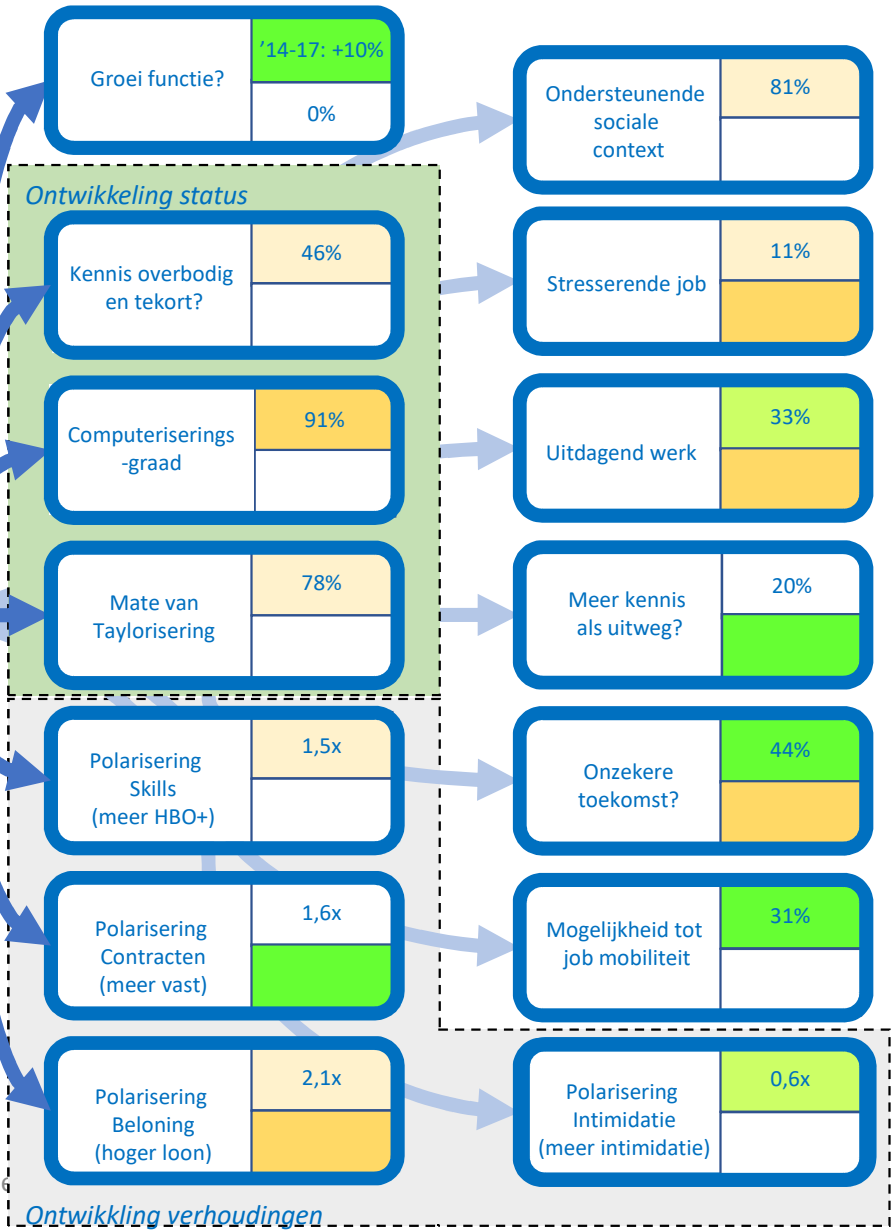 Groei functie?
’14-17: +10%
0%
Ontwikkeling status
Kennis overbodig
en tekort?
46%
Computeriserings
-graad
91%
Mate van
Taylorisering
78%
Polarisering
Skills
(meer HBO+)
1,5x
Polarisering
Contracten
(meer vast)
1,6x
Polarisering
Beloning
(hoger loon)
2,1x
Ontwikkling verhoudingen
Ondersteunende
sociale
context
81%
Stresserende job
11%
Uitdagend werk
33%
Meer kennis
als uitweg?
20%
Onzekere
toekomst?
44%
Mogelijkheid tot
job mobiliteit
31%
Polarisering
Intimidatie
(meer intimidatie)
0,6x